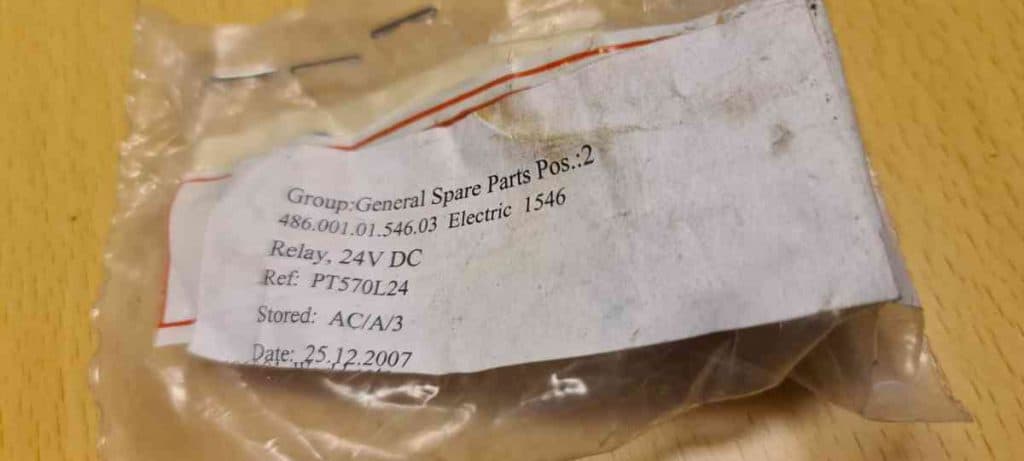 Group:General Spare Parts Pos.:2
486.001.01.546.03 Electric 1546
Relay, 24V DC
Ref: PT570L24
Stored: AC/A/3
Date: 25.12.2007